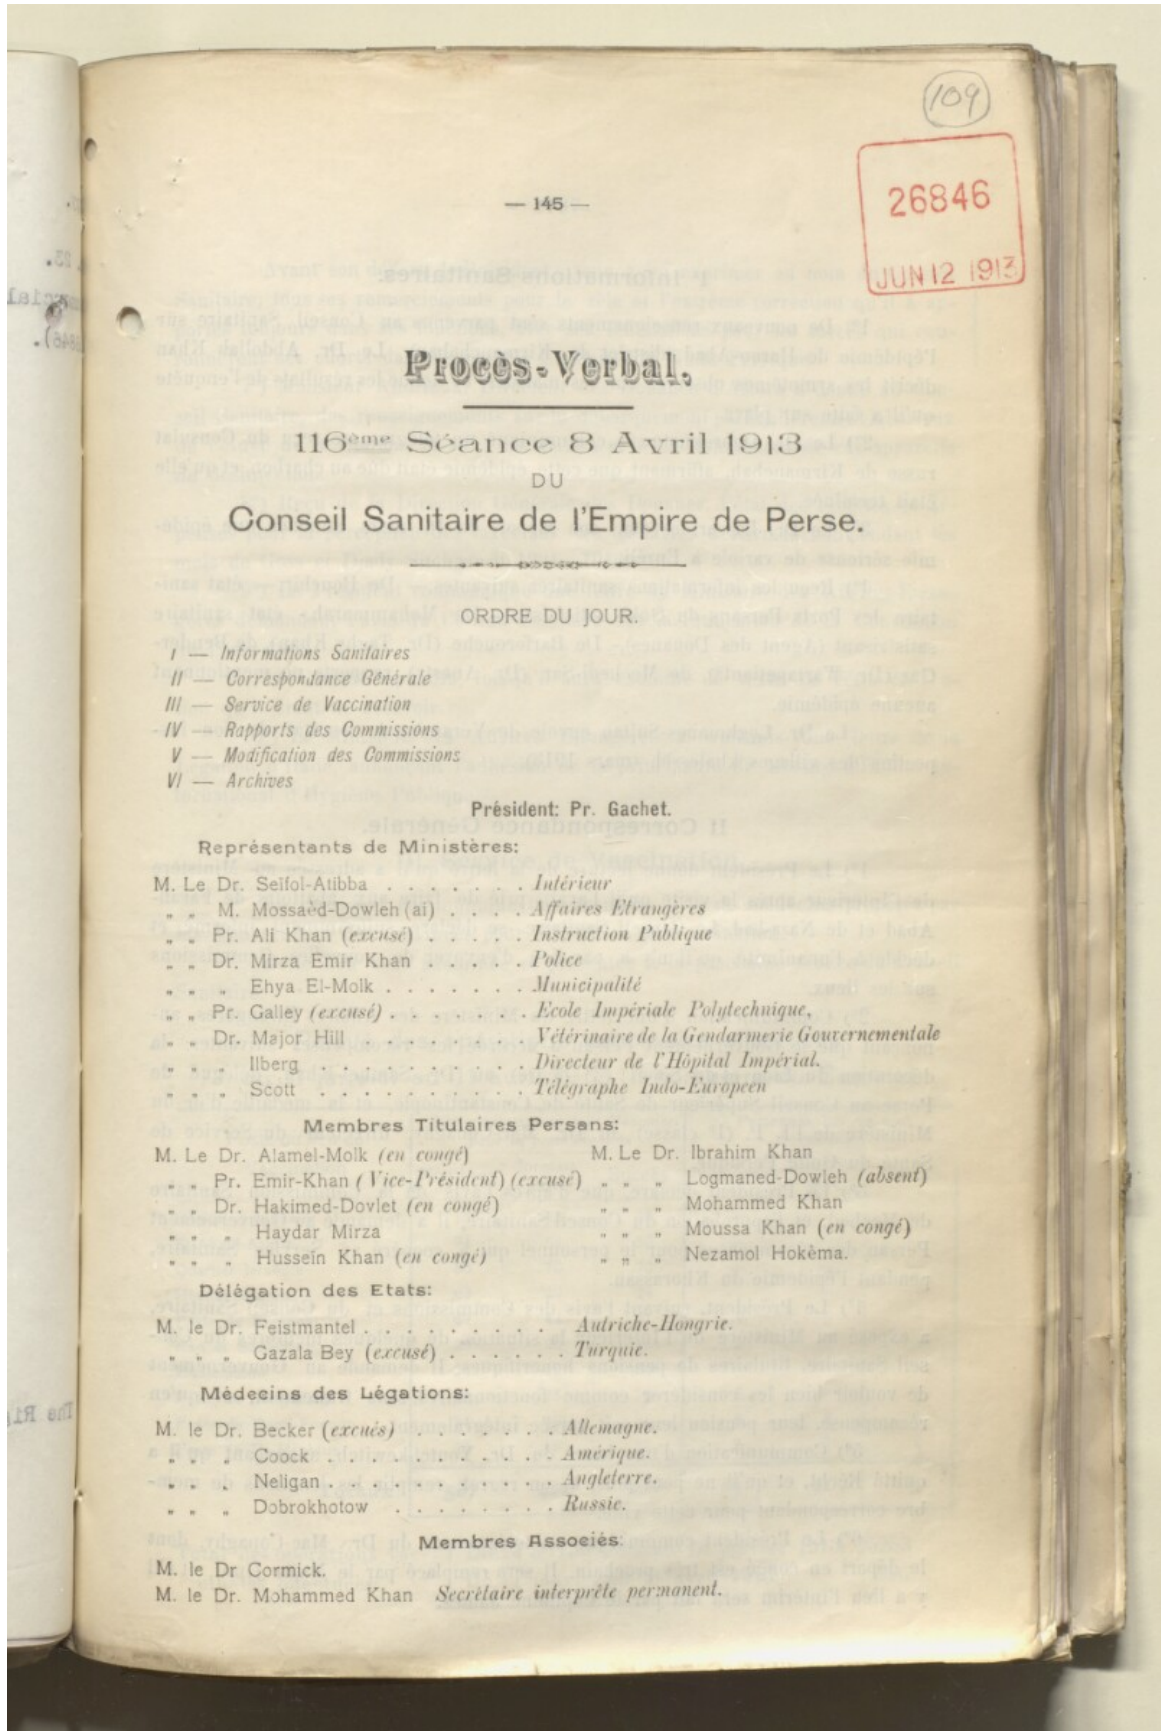 109
26846
JUN 12 1913
— 145 —
Procès-Verbal.
116ème Séance 8 Avril 1913
DU
Conseil Sanitaire de l'Empire de Perse.
ORDRE DU JOUR.
I — Informations Sanitaires
II — Correspondance Générale
III — Service de Vaccination
IV — Rapports des Commissions
V — Modification des Commissions
VI — Archives
Président: Pr. Gachet.
Représentants de Ministères:
M. Le Dr. Seïfol-Atibba . . . . . . . Intérieur
„ „ M. Mossaèd-Dowleh (ai) . . . . Affaires Etrangères
„ „ Pr. Ali Khan (excusé) . . . . . Instruction Publique
„ „ Dr. Mirza Emir Khan . . . . . Police
„ „ „ Ehya El-Molk . . . . . . . Municipalité
„ „ Pr. Galley (excusé) . . . . . . . Ecole Impériale Polytechnique,
„ „ Dr. Major Hill . . . . . . . . Vétérinaire de la Gendarmerie Gouvernementale
„ „ „ Ilberg . . . . . . . . . . Directeur de l'Hôpital Impérial.
„ „ „ Scott . . . . . . . . . . Télégraphe Indo-Européen
Membres Titulaires Persans:
M. Le Dr. Alamel-Molk (en congé) M. Le Dr. Ibrahim Khan
„ „ Pr. Emir-Khan (Vice-Président) (excusé) „ „ „ Logmaned-Dowleh (absent)
„ „ Dr. Hakimed-Dovlet (en congé) „ „ „ Mohammed Khan
„ „ „ Haydar Mirza „ „ „ Moussa Khan (en congé)
„ „ „ Husseïn Khan (en congé) „ „ „ Nezamol Hokèma.
Délégation des Etats:
M. le Dr. Feistmantel . . . . . . . . . Autriche-Hongrie.
„ „ „ Gazala Bey (excusé) . . . . . . Turquie.
Médecins des Légations:
M. le Dr. Becker (excués) . . . . . . . Allemagne.
„ „ „ Coock . . . . . . . . . . Amérique.
„ „ „ Neligan . . . . . . . . . . Angleterre.
„ „ „ Dobrokhotow . . . . . . . . Russie.
Membres Associés:
M. le Dr Cormick.
M. le Dr. Mohammed Khan Secrétaire interprête permanent.